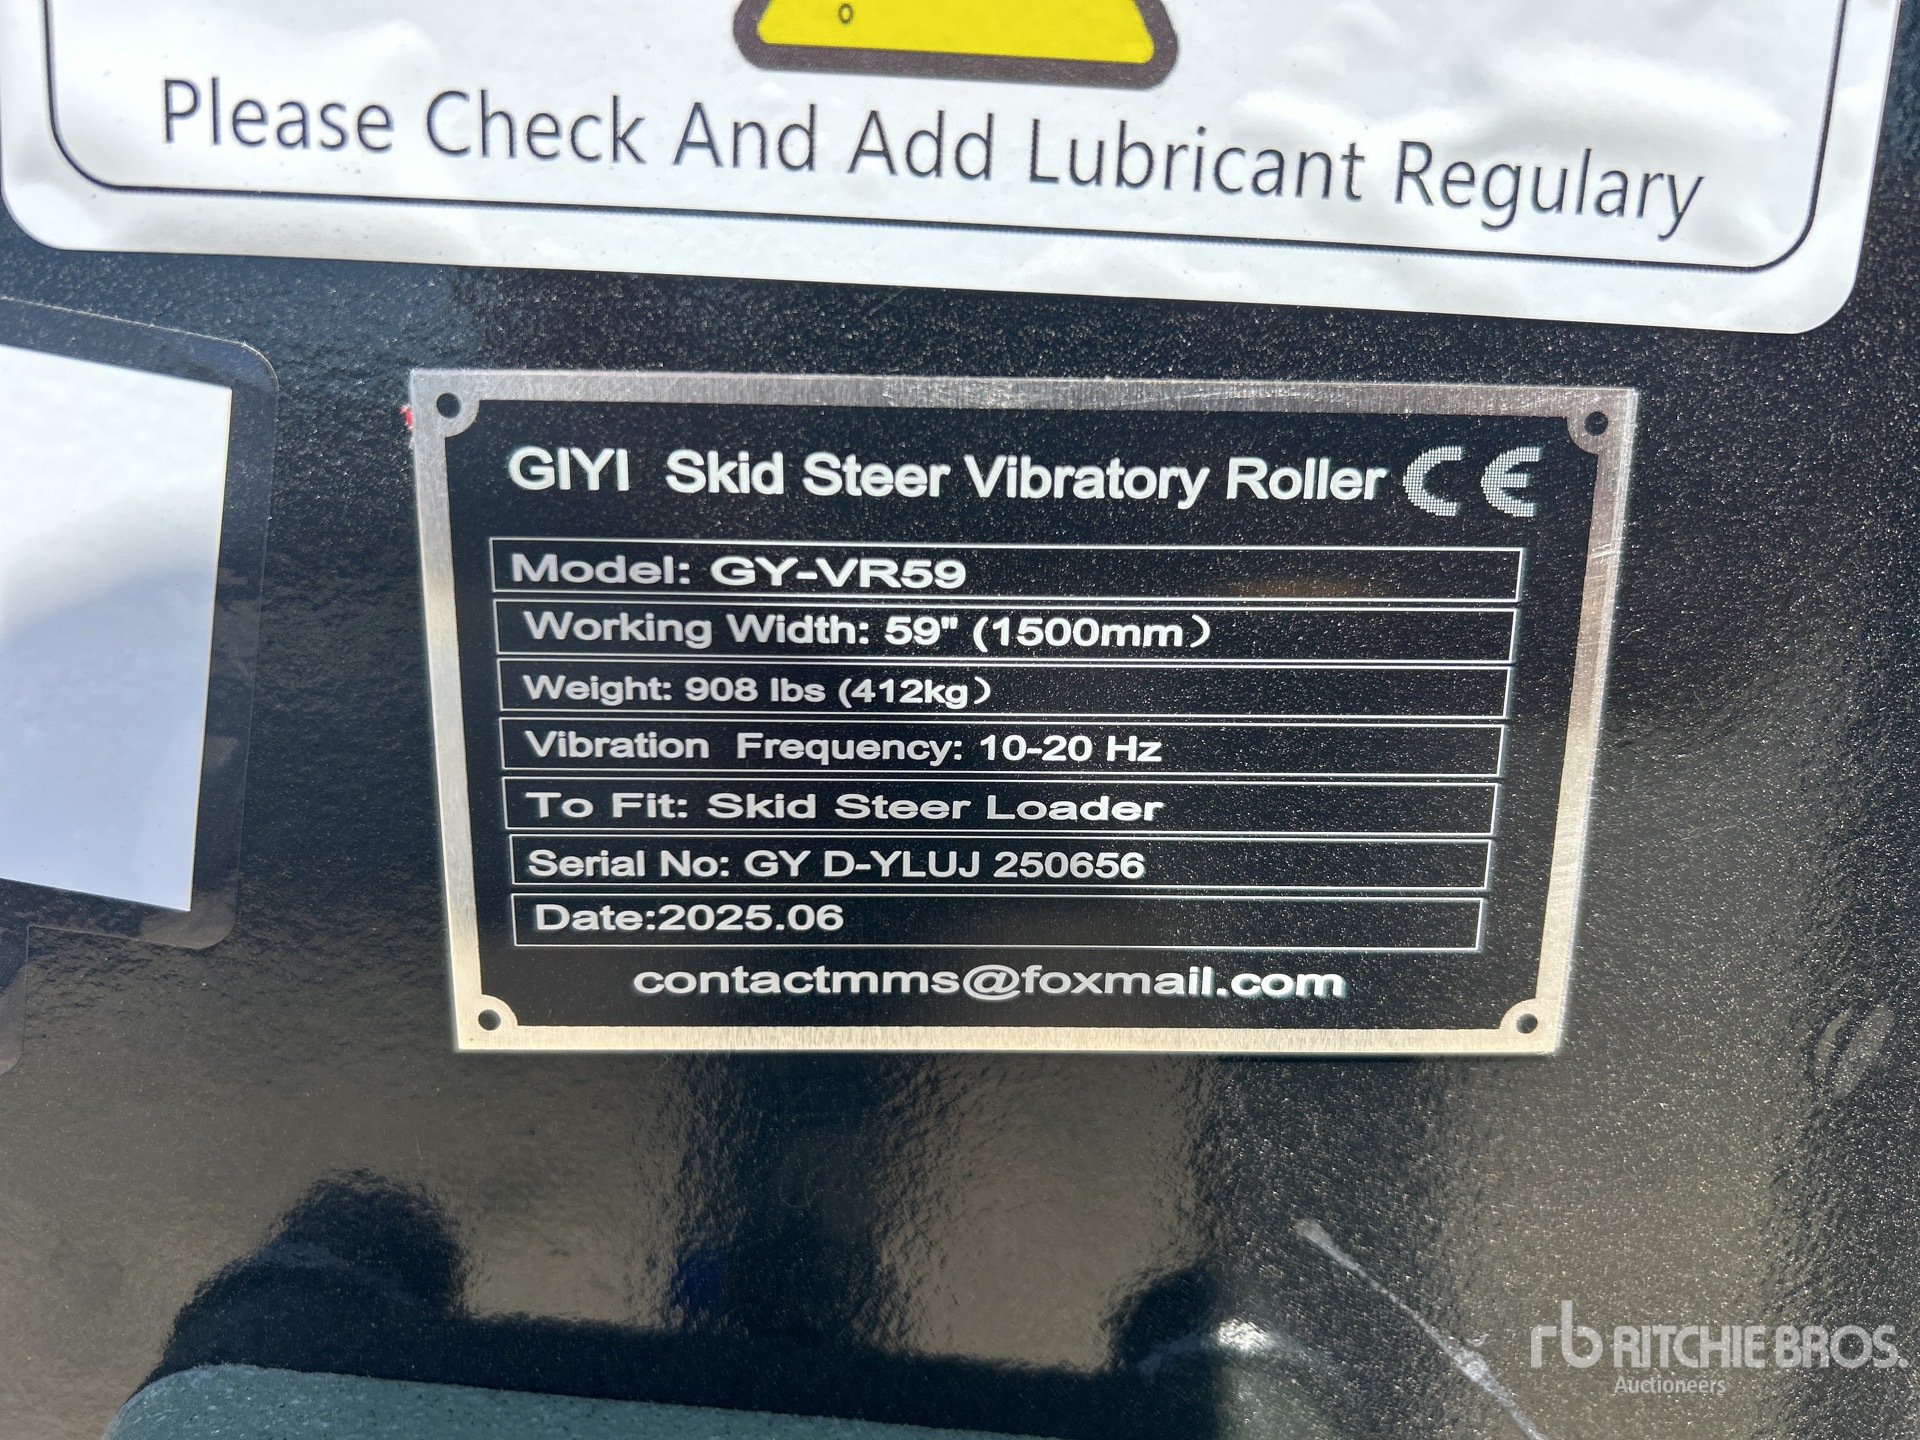 Please Check And Add Lubricant Regulary
GIYI Skid Steer Vibratory Roller CE
Model: GY-VR59
Working Width: 59" (1500mm）
Weight: 908 lbs (412kg）
Vibration Frequency: 10-20 Hz
To Fit: Skid Steer Loader
Serial No: GY D-YLUJ 250656
Date:2025.06
contactmms@foxmail.com
rb RITCHIE BROS.
Auctioneers